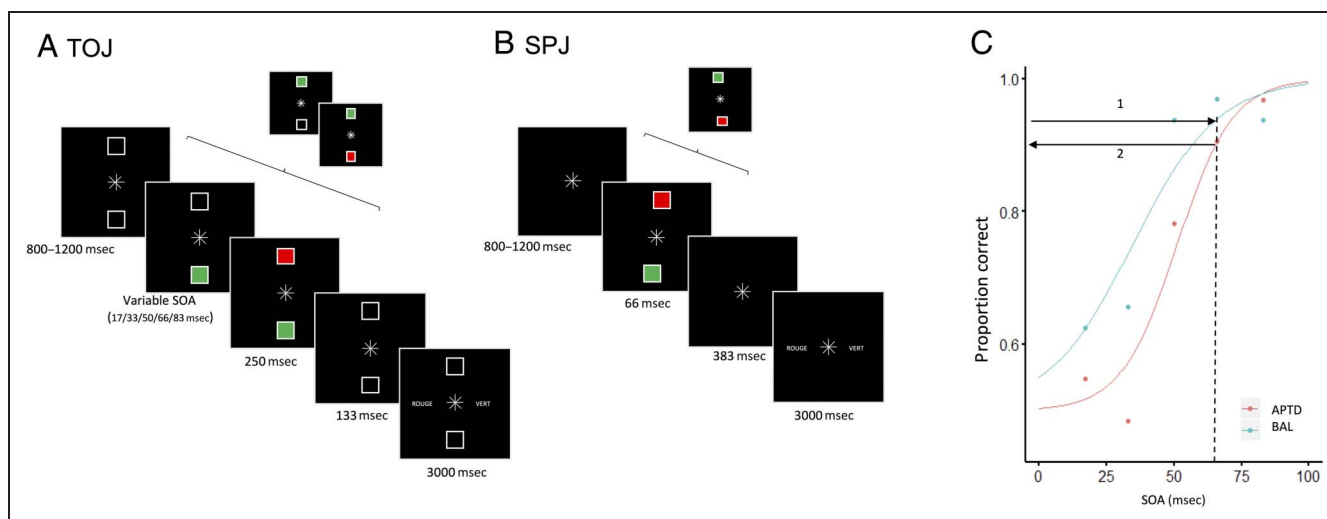 A TOJ
800–1200 msec
Variable SOA
(17/33/50/66/83 msec)
250 msec
133 msec
ROUGE VERT
3000 msec
B SPJ
800–1200 msec
66 msec
383 msec
ROUGE VERT
3000 msec
C
Proportion correct
1.0
0.8
0.6
1
2
APTD
BAL
0 25 50 75 100
SOA (msec)